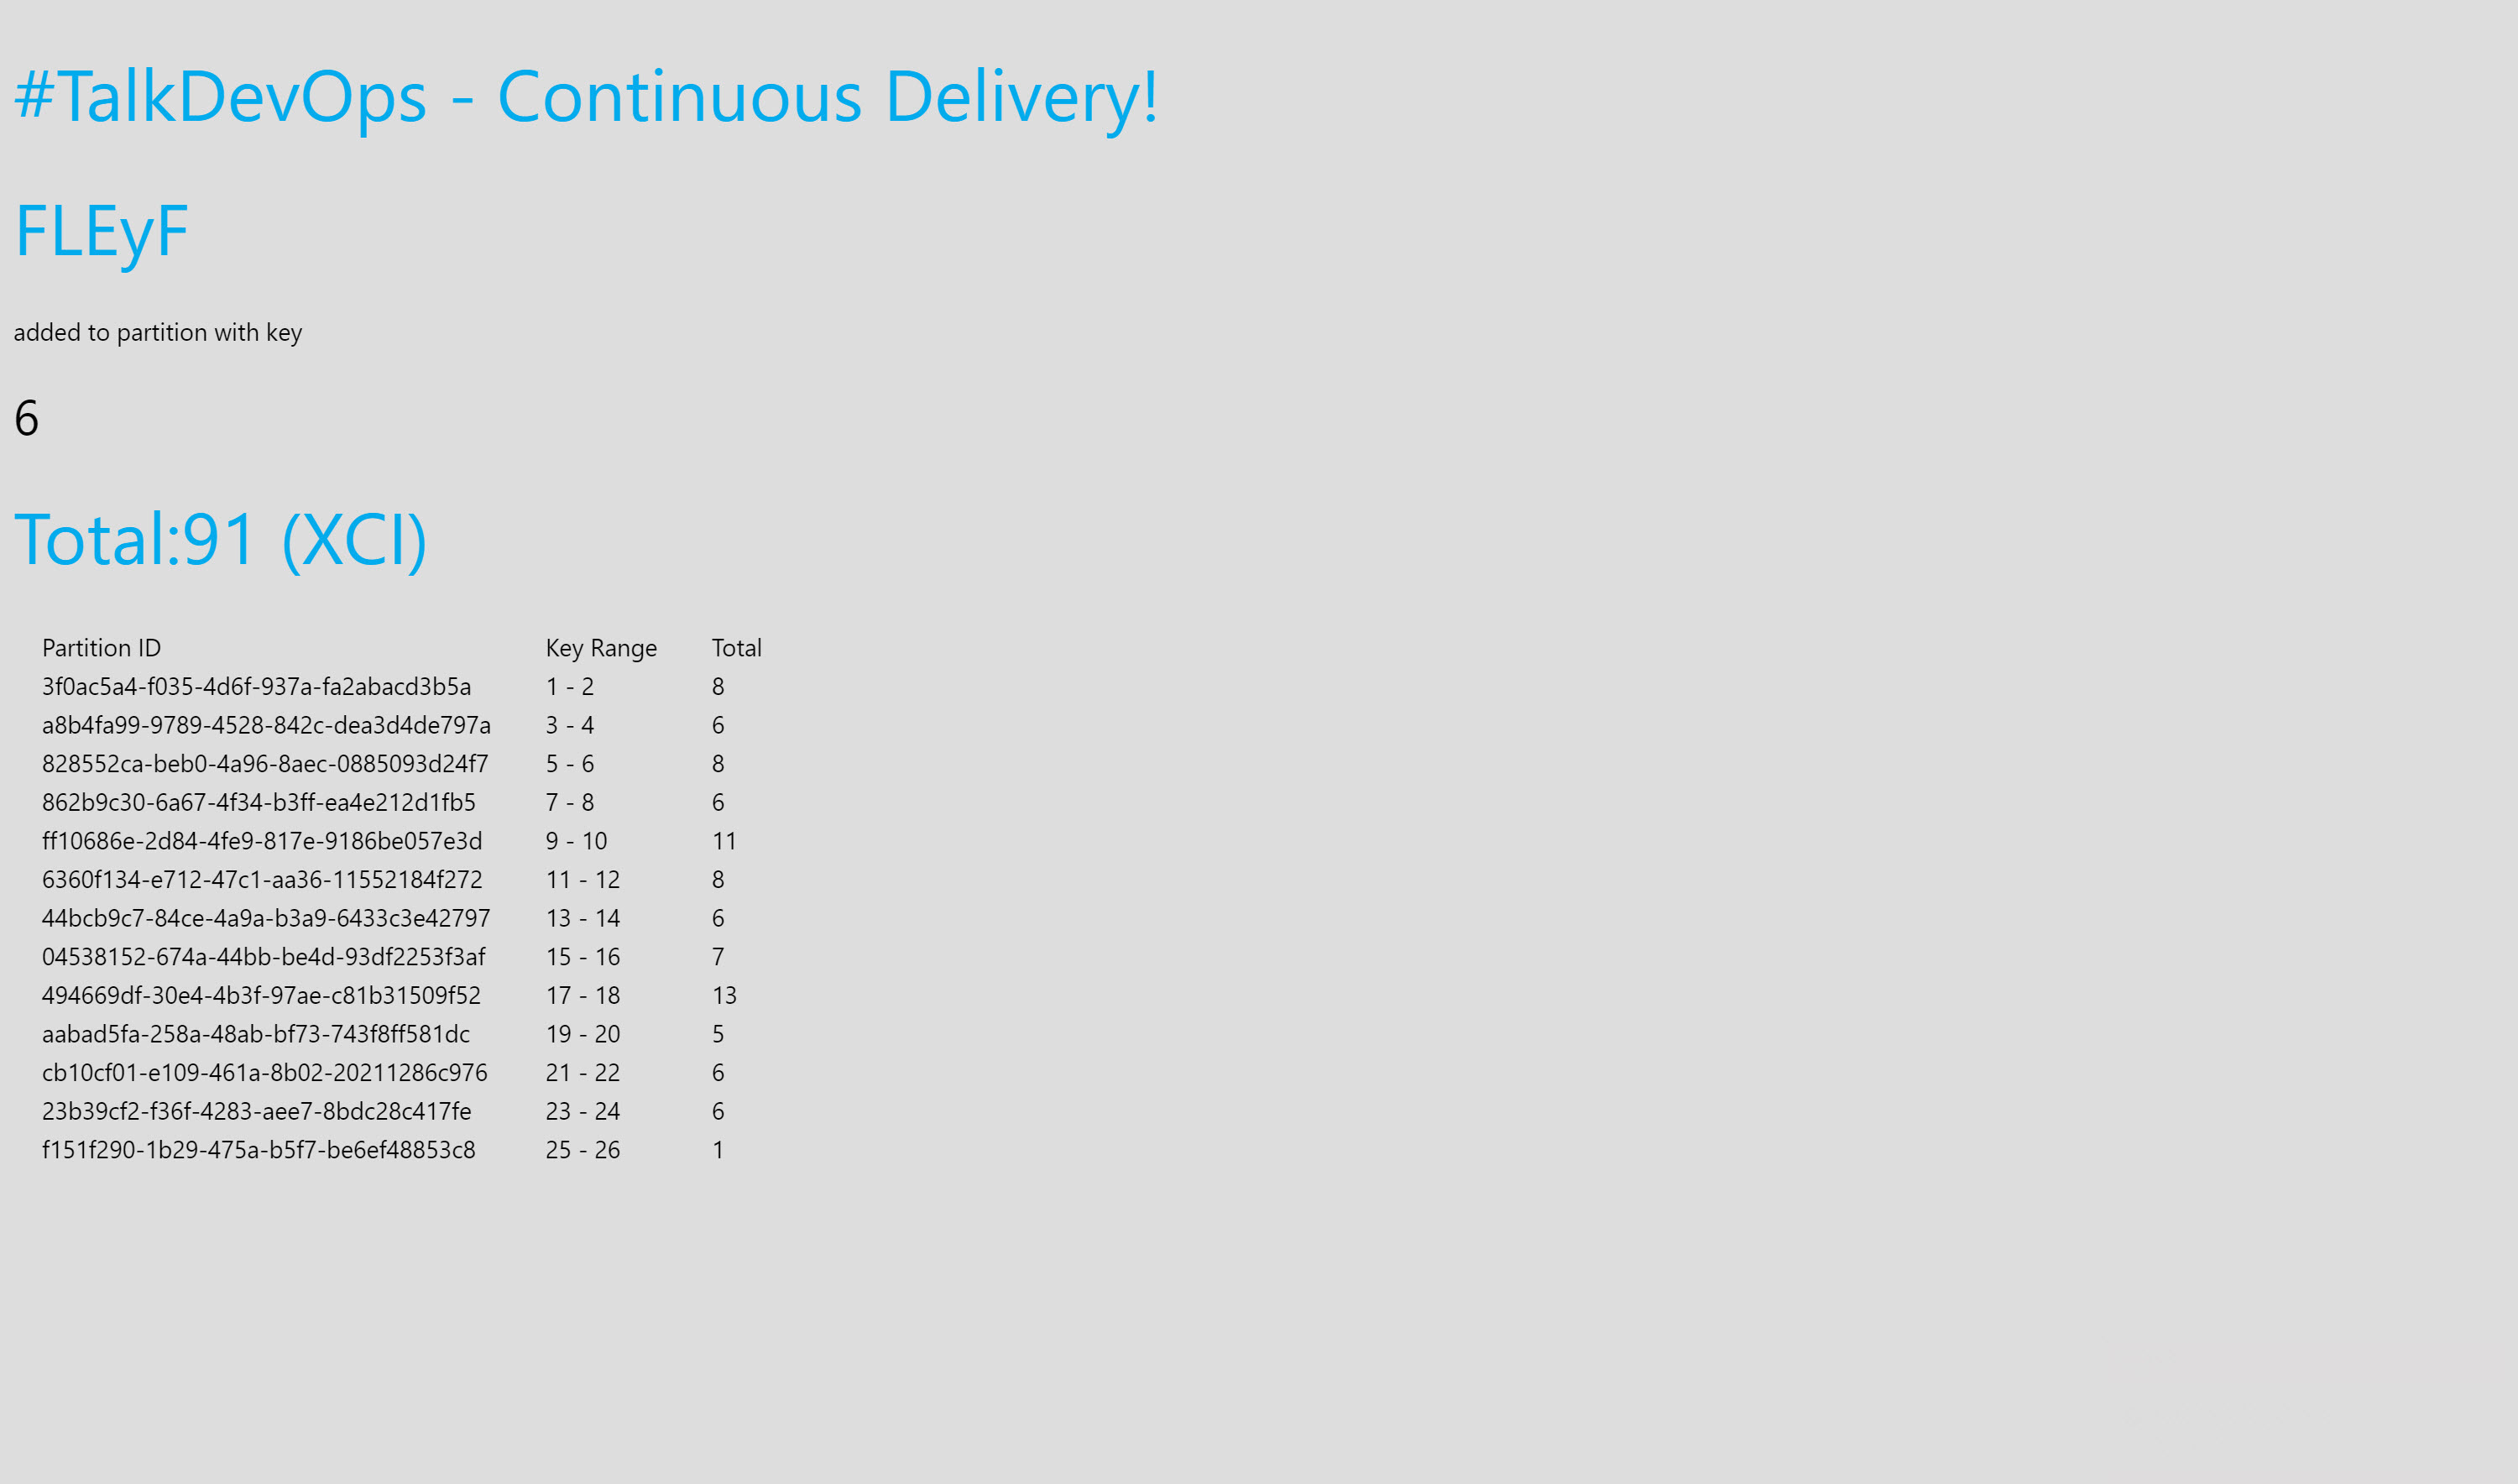 #TalkDevOps - Continuous Delivery!
FLEyF
added to partition with key
6
Total:91 (XCI)
Partition ID Key Range Total
3f0ac5a4-f035-4d6f-937a-fa2abacd3b5a 1 - 2 8
a8b4fa99-9789-4528-842c-dea3d4de797a 3 - 4 6
828552ca-beb0-4a96-8aec-0885093d24f7 5 - 6 8
862b9c30-6a67-4f34-b3ff-ea4e212d1fb5 7 - 8 6
ff10686e-2d84-4fe9-817e-9186be057e3d 9 - 10 11
6360f134-e712-47c1-aa36-11552184f272 11 - 12 8
44bcb9c7-84ce-4a9a-b3a9-6433c3e42797 13 - 14 6
04538152-674a-44bb-be4d-93df2253f3af 15 - 16 7
494669df-30e4-4b3f-97ae-c81b31509f52 17 - 18 13
aabad5fa-258a-48ab-bf73-743f8ff581dc 19 - 20 5
cb10cf01-e109-461a-8b02-20211286c976 21 - 22 6
23b39cf2-f36f-4283-aee7-8bdc28c417fe 23 - 24 6
f151f290-1b29-475a-b5f7-be6ef48853c8 25 - 26 1